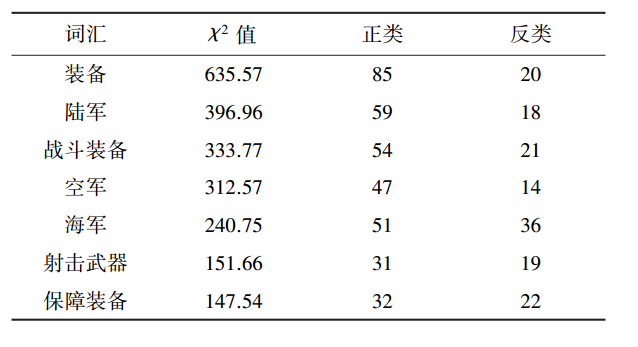 词汇 χ² 值 正类 反类
装备 635.57 85 20
陆军 396.96 59 18
战斗装备 333.77 54 21
空军 312.57 47 14
海军 240.75 51 36
射击武器 151.66 31 19
保障装备 147.54 32 22